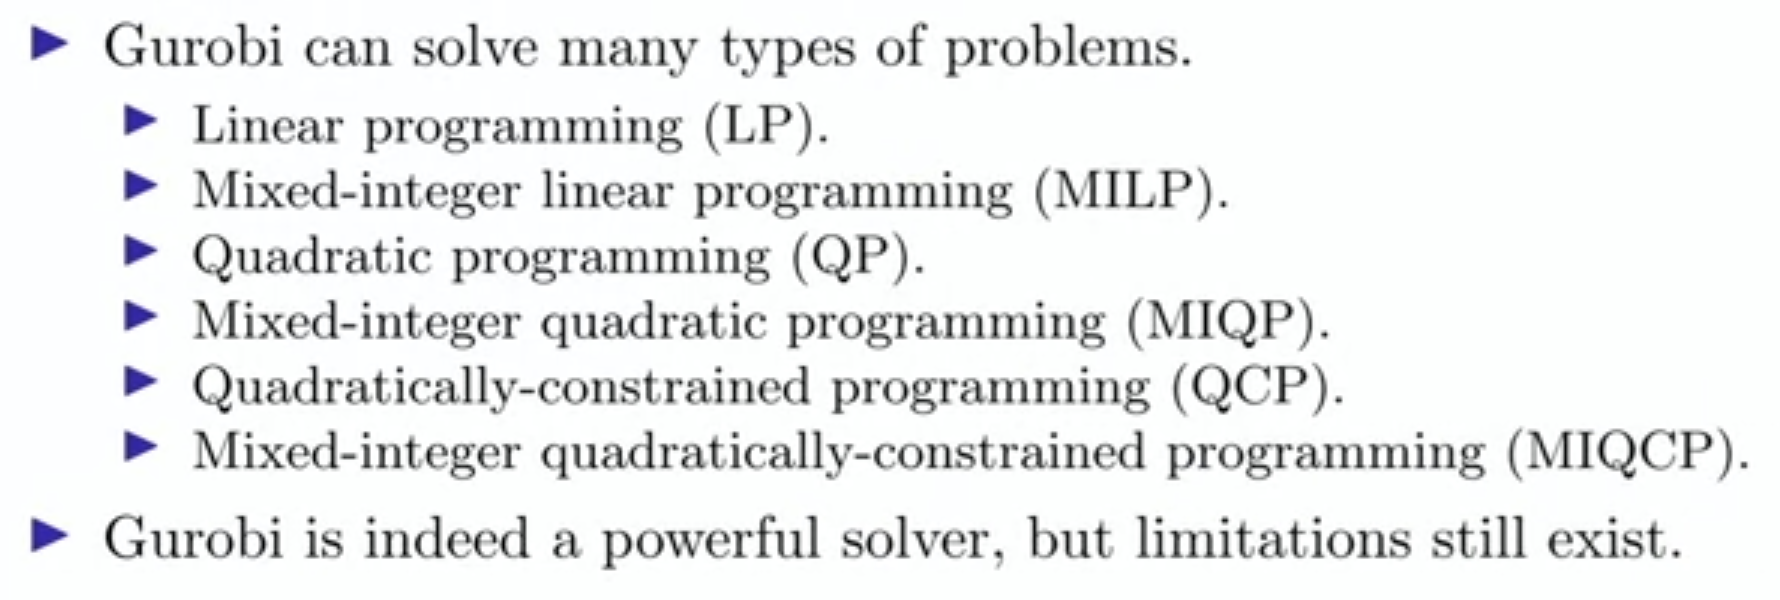 Gurobi can solve many types of problems.
Linear programming (LP).
Mixed-integer linear programming (MILP).
Quadratic programming (QP).
Mixed-integer quadratic programming (MIQP).
Quadratically-constrained programming (QCP).
Mixed-integer quadratically-constrained programming (MIQCP).
Gurobi is indeed a powerful solver, but limitations still exist.